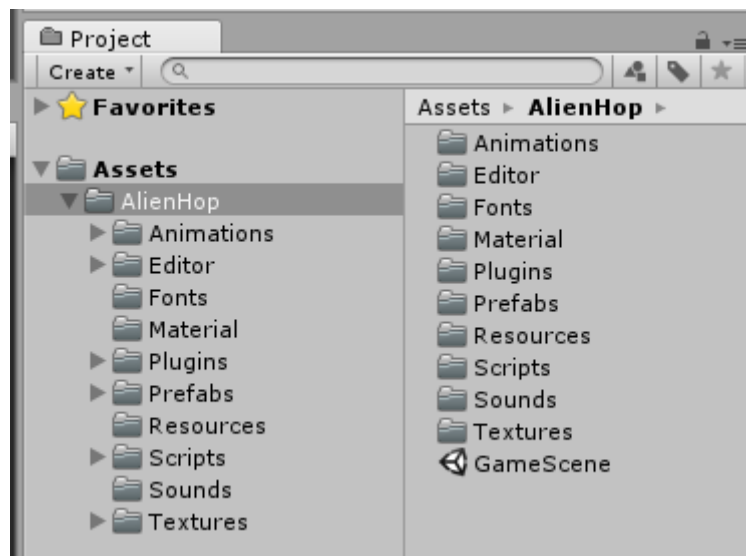 Project
Create
Favorites
Assets
AlienHop
Animations
Editor
Fonts
Material
Plugins
Prefabs
Resources
Scripts
Sounds
Textures
Assets AlienHop
Animations
Editor
Fonts
Material
Plugins
Prefabs
Resources
Scripts
Sounds
Textures
GameScene